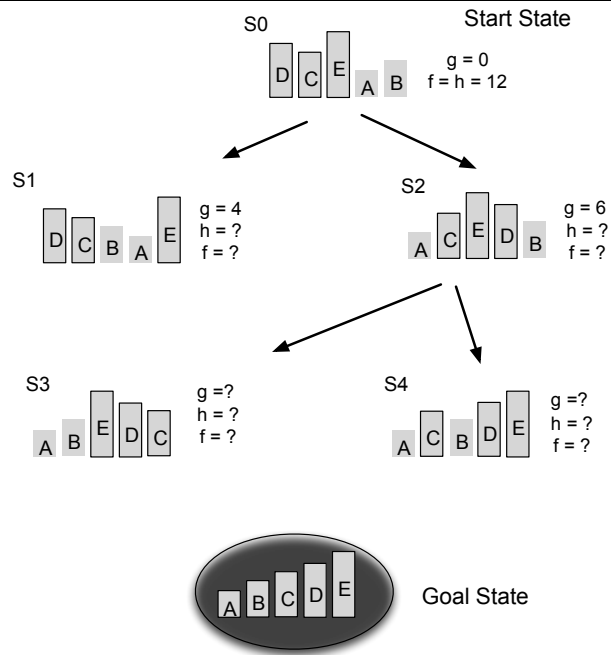 S0
Start State
D C E A B
g = 0
f = h = 12
S1
D C B A E
g = 4
h = ?
f = ?
S2
A C E D B
g = 6
h = ?
f = ?
S3
A B E D C
g =?
h = ?
f = ?
S4
A C B D E
g =?
h = ?
f = ?
A B C D E
Goal State